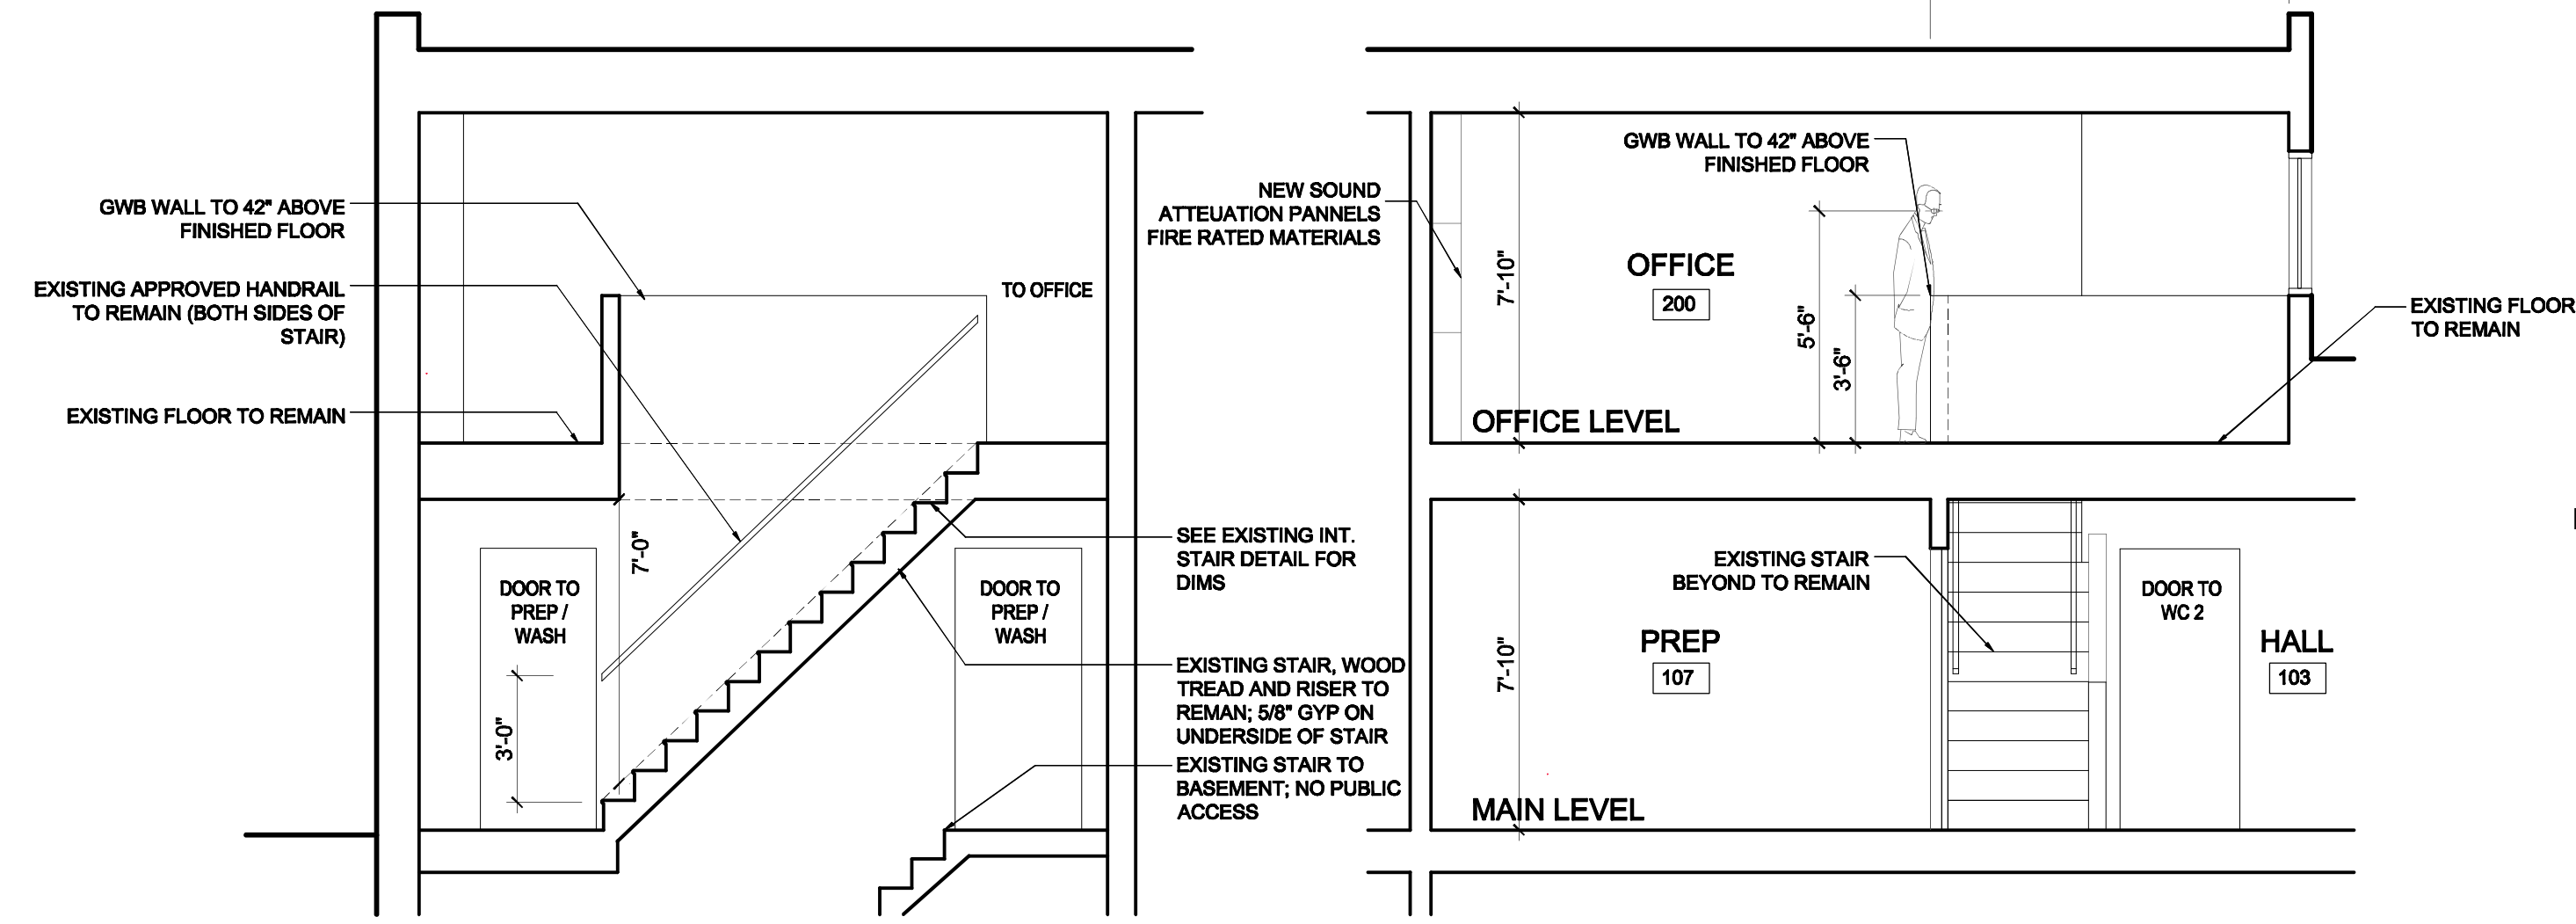 GWB WALL TO 42" ABOVE
FINISHED FLOOR
EXISTING APPROVED HANDRAIL
TO REMAIN (BOTH SIDES OF
STAIR)
EXISTING FLOOR TO REMAIN
TO OFFICE
7'-0"
DOOR TO
PREP /
WASH
3'-0"
DOOR TO
PREP /
WASH
SEE EXISTING INT.
STAIR DETAIL FOR
DIMS
EXISTING STAIR, WOOD
TREAD AND RISER TO
REMAN; 5/8" GYP ON
UNDERSIDE OF STAIR
EXISTING STAIR TO
BASEMENT; NO PUBLIC
ACCESS
NEW SOUND
ATTEUATION PANNELS
FIRE RATED MATERIALS
GWB WALL TO 42" ABOVE
FINISHED FLOOR
7'-10"
OFFICE
200
5'-6"
3'-6"
EXISTING FLOOR
TO REMAIN
OFFICE LEVEL
EXISTING STAIR
BEYOND TO REMAIN
7'-10"
PREP
107
DOOR TO
WC 2
HALL
103
MAIN LEVEL